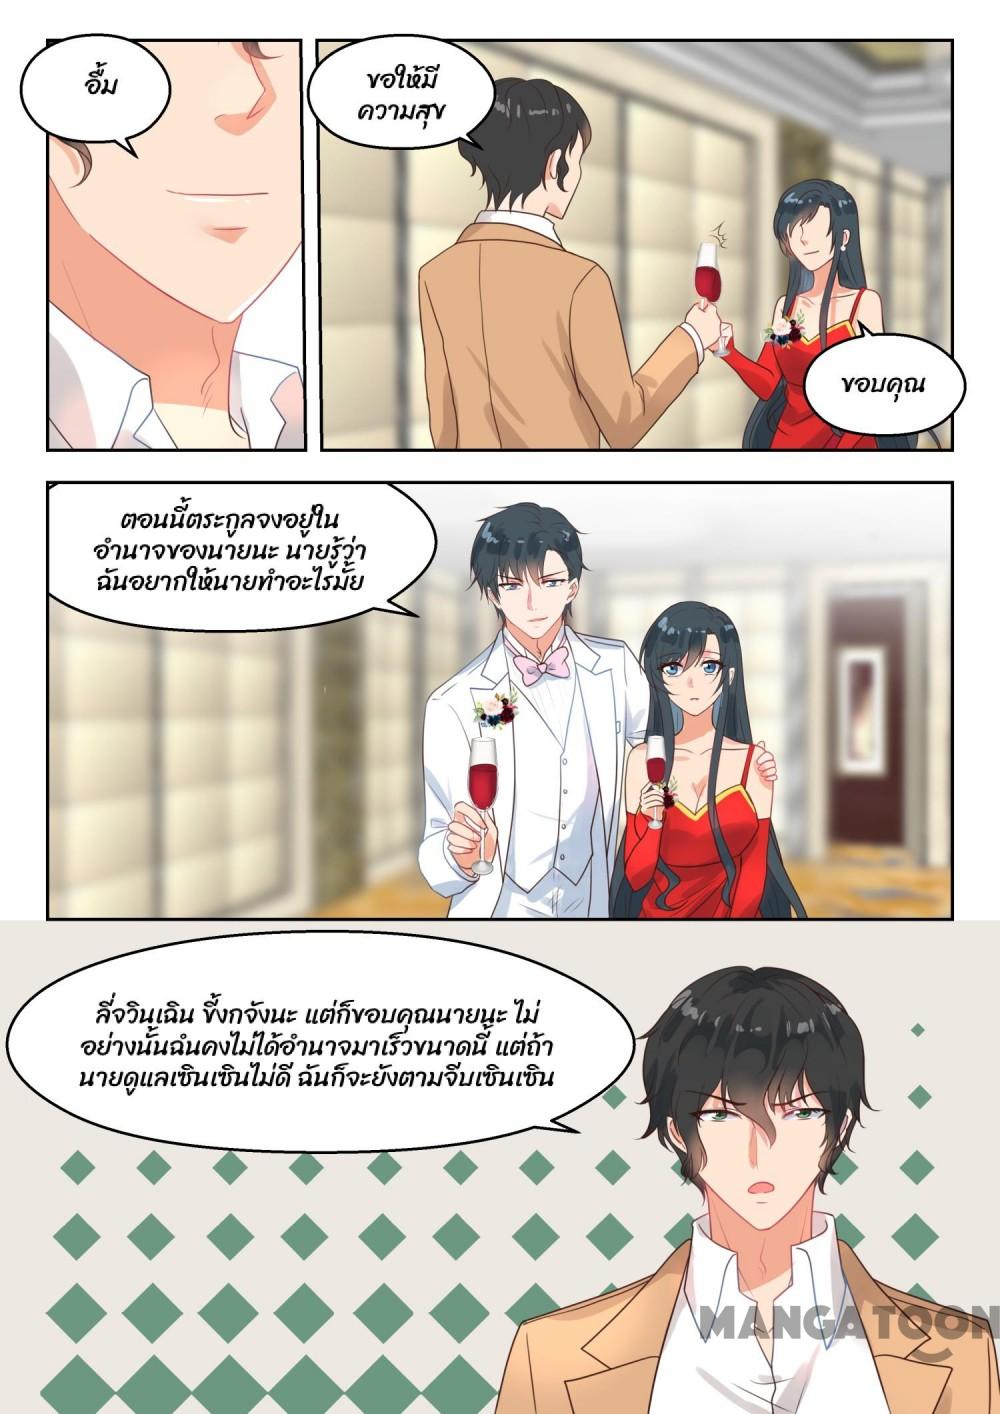 อื้ม
ขอให้มี
ความสุข
ขอบคุณ
ตอนนี้ตระกูลจงอยู่ใน
อำนาจของนายนะ นายรู้ว่า
ฉันอยากให้นายทำอะไรมั้ย
ลี่จวินเฉิน ขี้งกจังนะ แต่ก็ขอบคุณนายนะ ไม่
อย่างนั้นฉันคงไม่ได้อำนาจมาเร็วขนาดนี้ แต่ถ้า
นายดูแลเซินเซินไม่ดี ฉันก็จะยังตามจีบเซินเซิน
MANGATOON